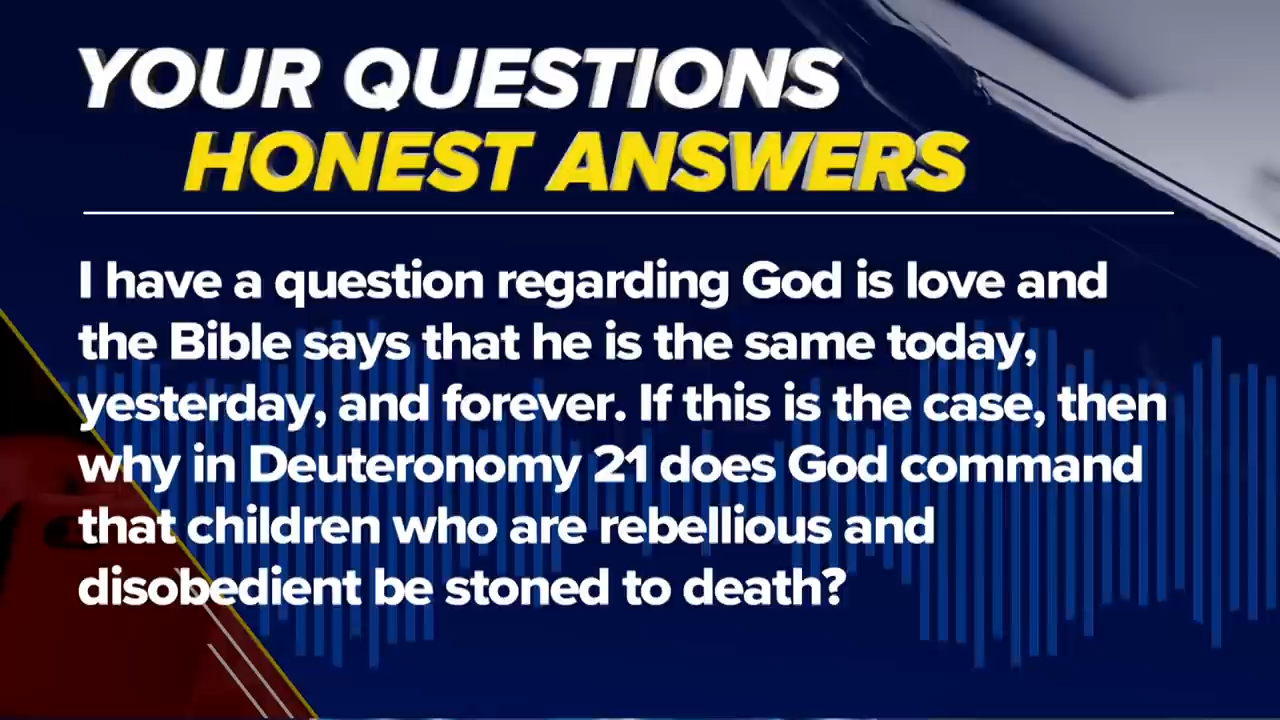 YOUR QUESTIONS
HONEST ANSWERS
I have a question regarding God is love and
the Bible says that he is the same today,
yesterday, and forever. If this is the case, then
why in Deuteronomy 21 does God command
that children who are rebellious and
disobedient be stoned to death?